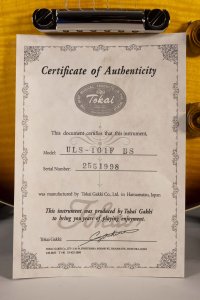 Certificate of Authenticity
Tokai
This document certifies that this instrument,
Model: ULS-101F BS
Serial Number: 2551998
was manufactured by Tokai Gakki Co., Ltd. in Hamamatsu, Japan
This instrument was produced by Tokai Gakki
to bring you years of playing enjoyment.
Tokai Gakki: